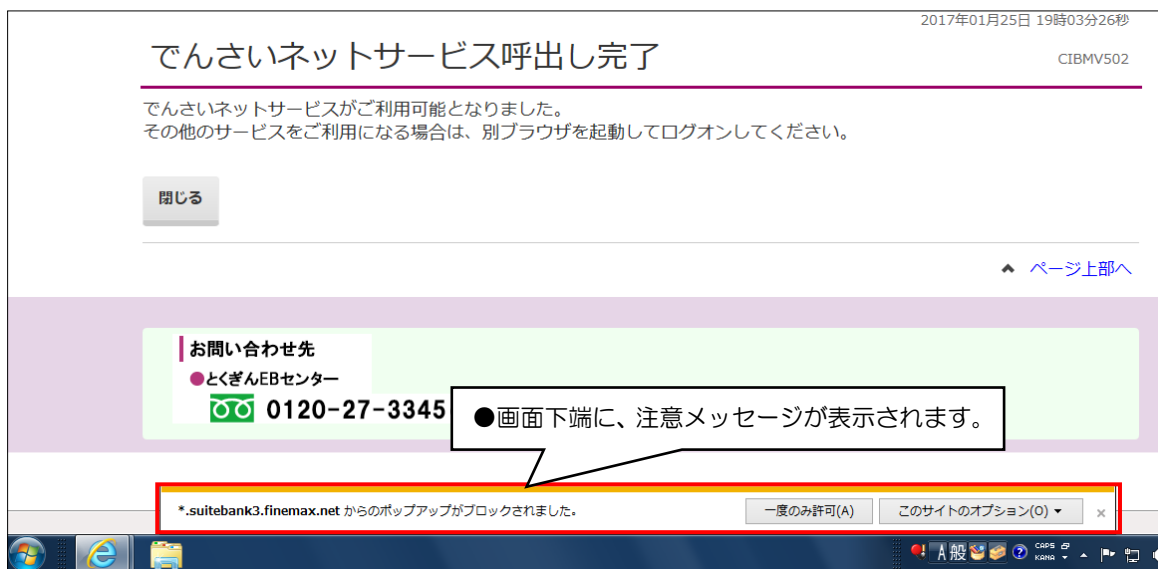 2017年01月25日 19時03分26秒
でんさいネットサービス呼出し完了
CIBMV502
でんさいネットサービスがご利用可能となりました。
その他のサービスをご利用になる場合は、別ブラウザを起動してログオンしてください。
閉じる
ページ上部へ
お問い合わせ先
●とくぎんEBセンター
0120-27-3345
●画面下端に、注意メッセージが表示されます。
*.suitebank3.finemax.net からのポップアップがブロックされました。
一度のみ許可(A)
このサイトのオプション(O) ▼
×
A 般
CAPS
KANA